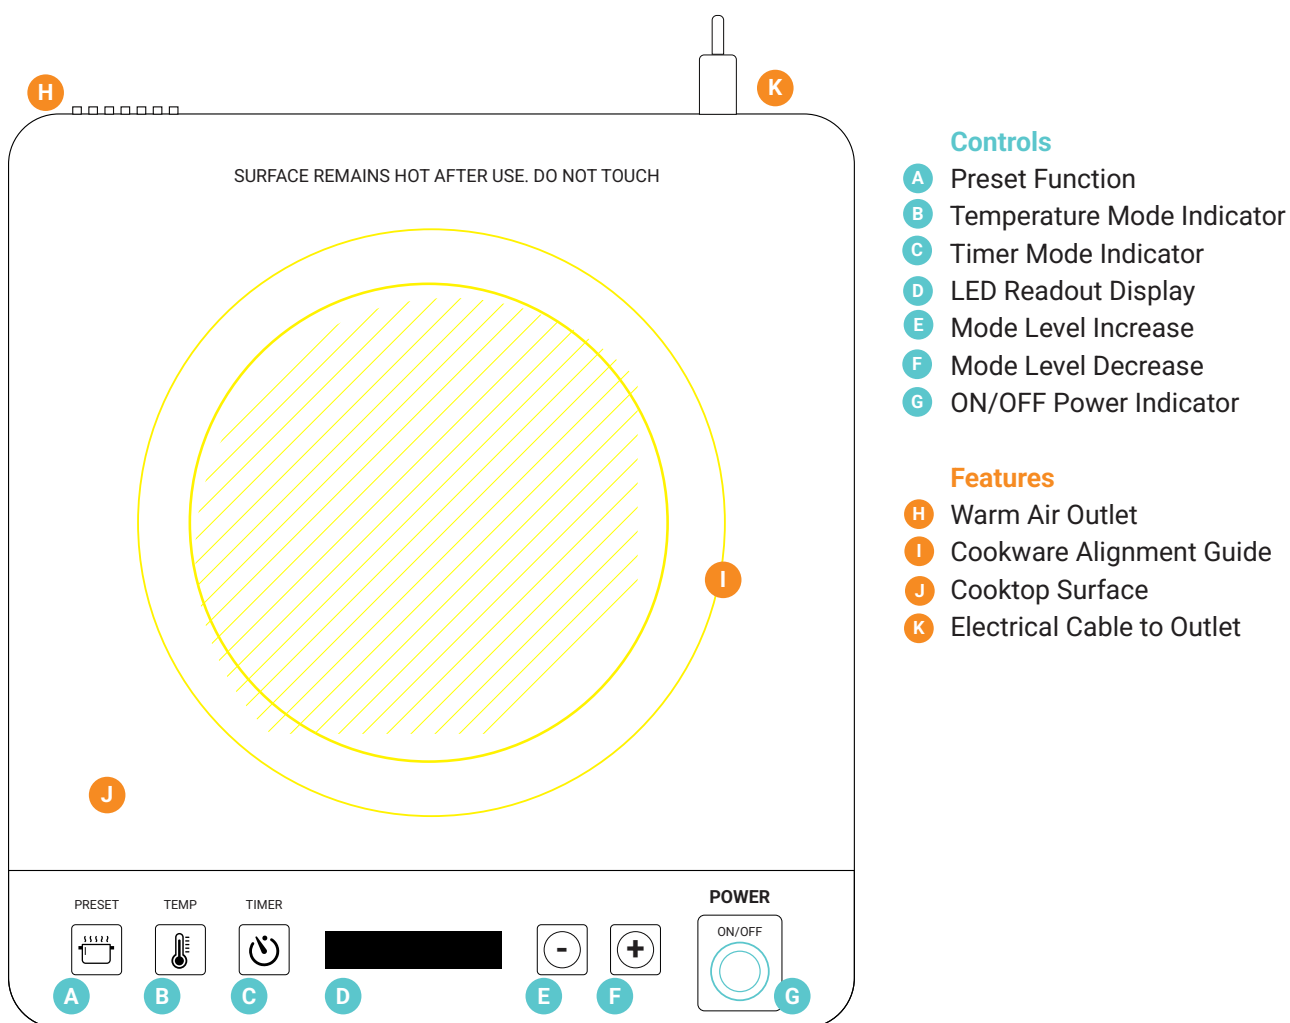 H
K
SURFACE REMAINS HOT AFTER USE. DO NOT TOUCH
I
J
PRESET
TEMP
TIMER
POWER
ON/OFF
-
+
A
B
C
D
E
F
G
Controls
A Preset Function
B Temperature Mode Indicator
C Timer Mode Indicator
D LED Readout Display
E Mode Level Increase
F Mode Level Decrease
G ON/OFF Power Indicator
Features
H Warm Air Outlet
I Cookware Alignment Guide
J Cooktop Surface
K Electrical Cable to Outlet